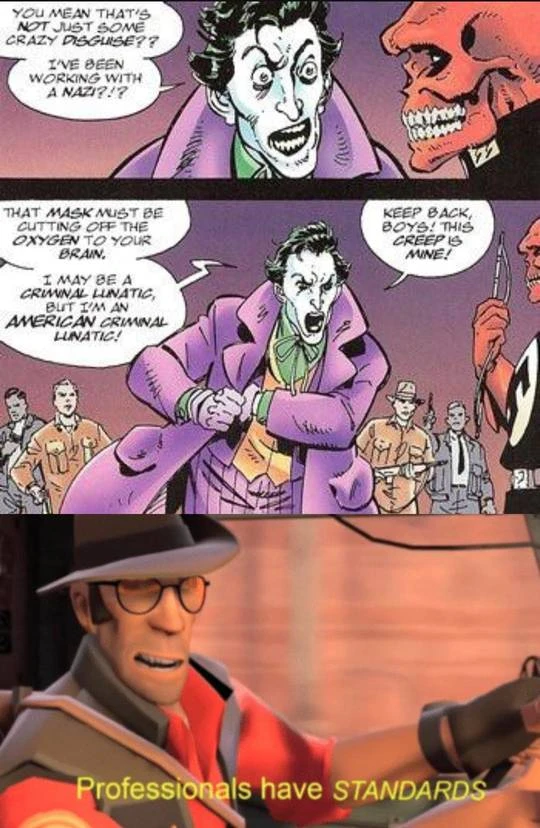 YOU MEAN THAT'S
NOT JUST SOME
CRAZY DISGUISE??
I'VE BEEN
WORKING WITH
A NAZI?!?
THAT MASK MUST BE
CUTTING OFF THE
OXYGEN TO YOUR
BRAIN.
I MAY BE A
CRIMINAL LUNATIC,
BUT I'M AN
AMERICAN CRIMINAL
LUNATIC!
KEEP BACK,
BOYS! THIS
CREEP IS
MINE!
Professionals have STANDARDS